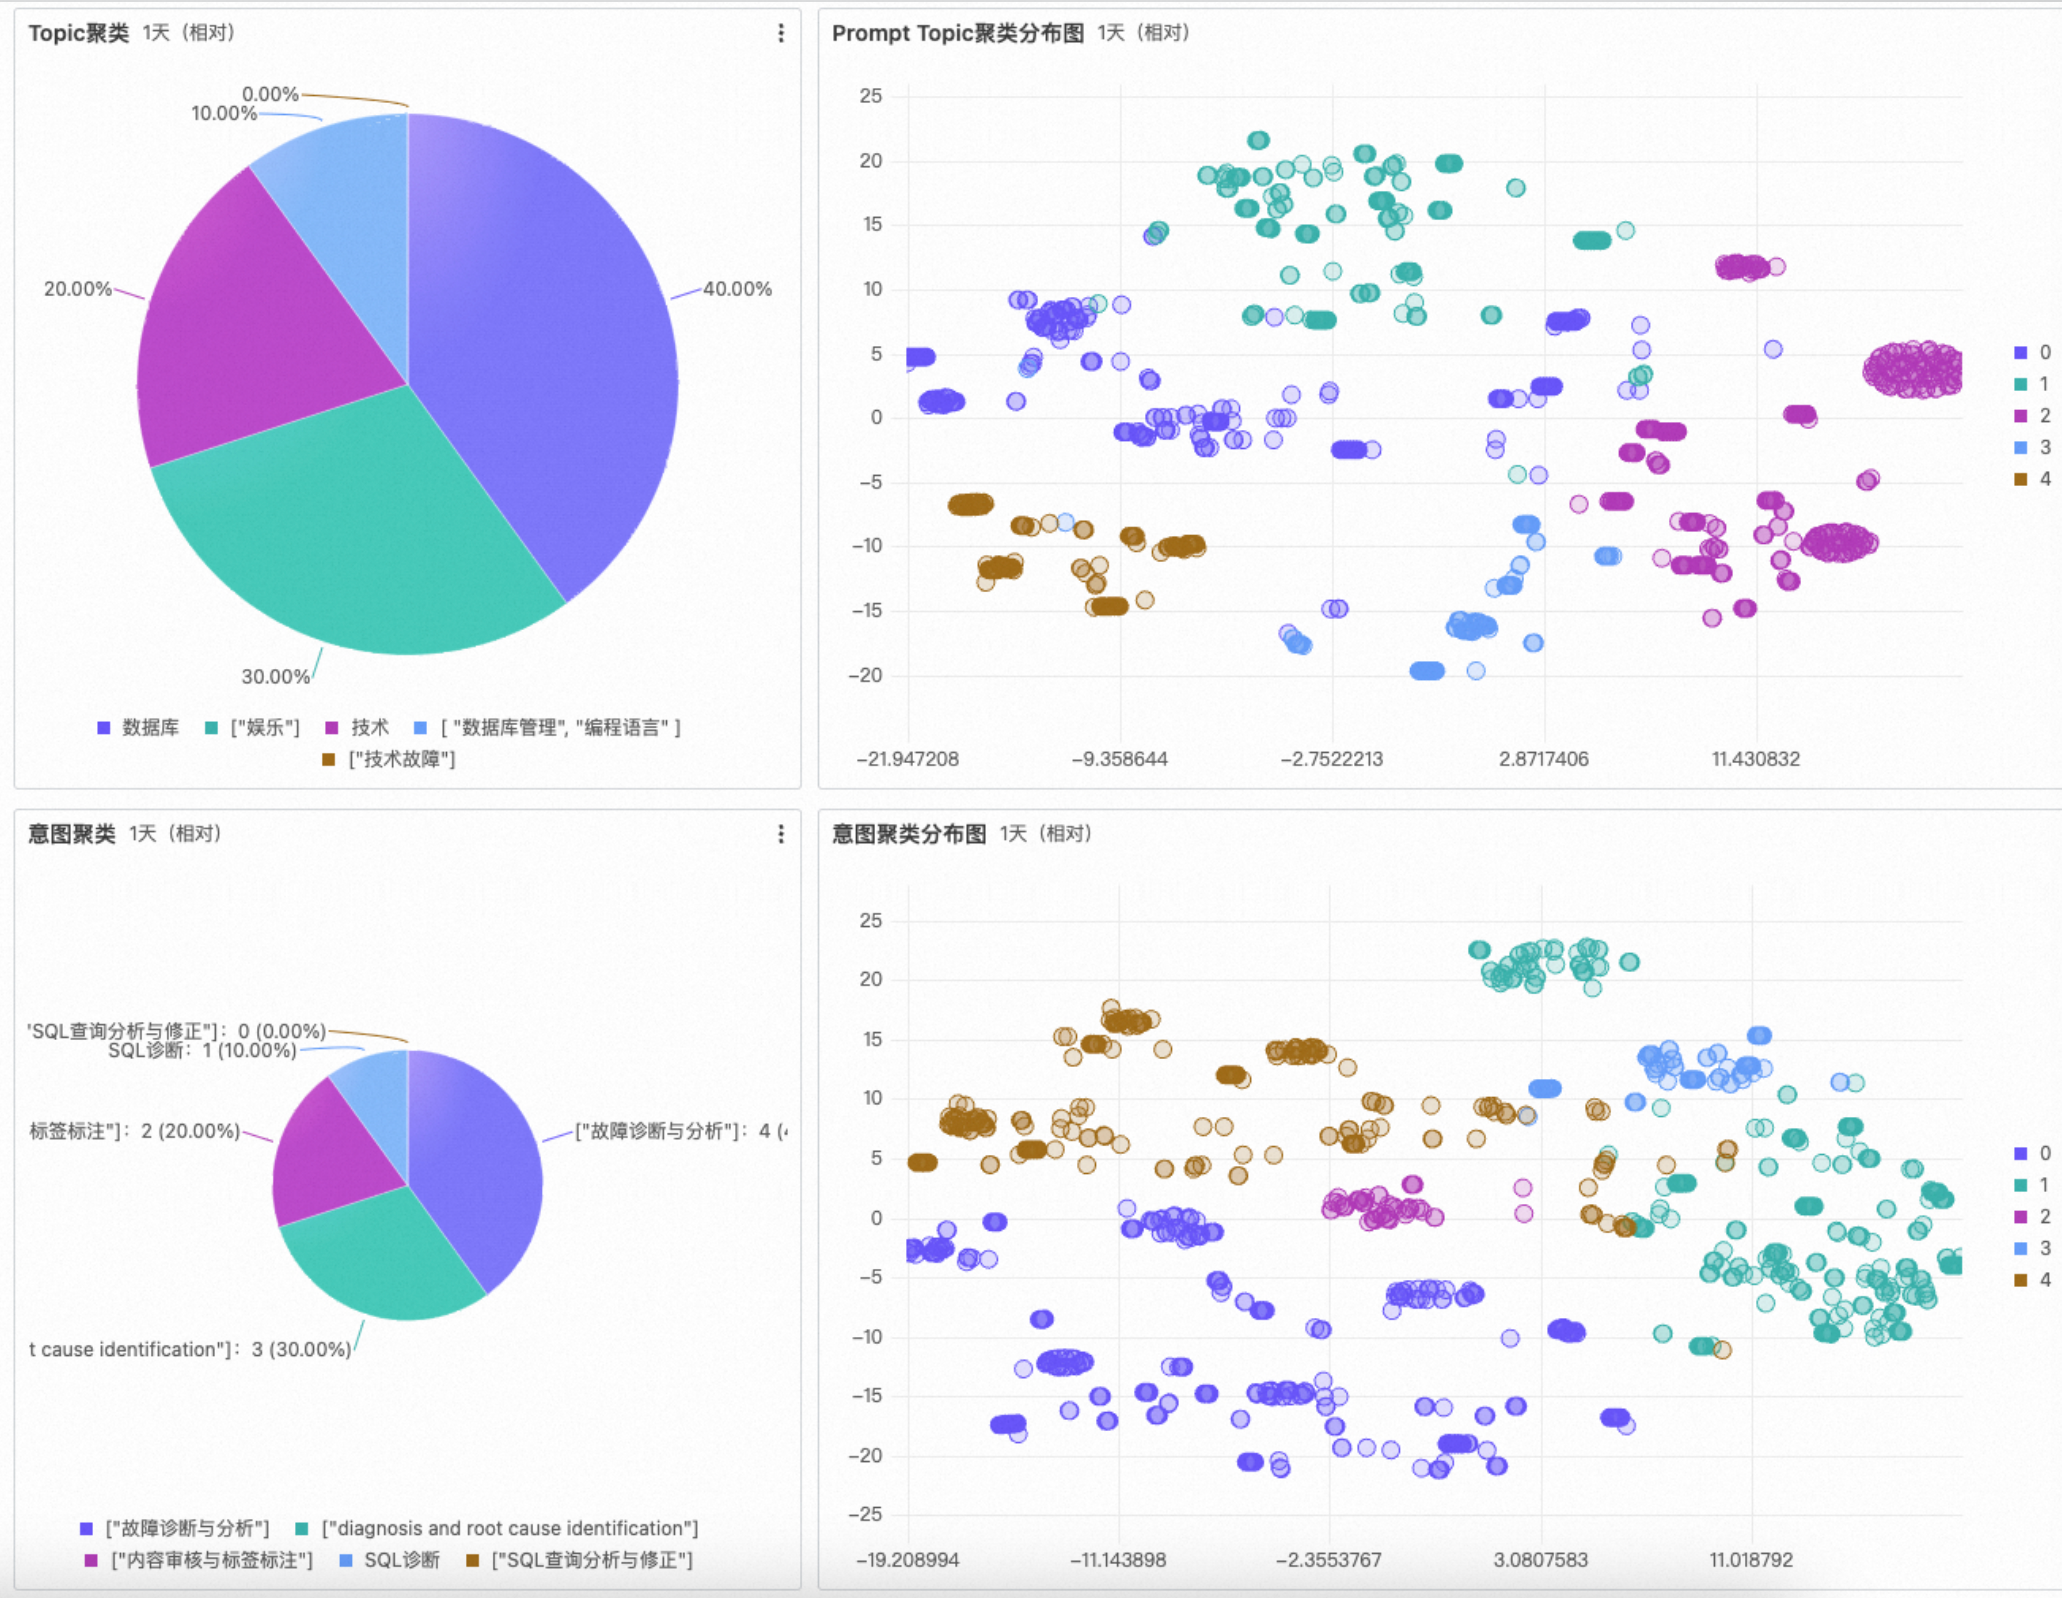 Topic聚类 1天（相对）
0.00%
10.00%
20.00%
40.00%
30.00%
数据库 ["娱乐"] 技术 [ "数据库管理", "编程语言" ]
["技术故障"]
Prompt Topic聚类分布图 1天（相对）
25
20
15
10
5
0
−5
−10
−15
−20
−21.947208 −9.358644 −2.7522213 2.8717406 11.430832
0
1
2
3
4
意图聚类 1天（相对）
'SQL查询分析与修正"]：0 (0.00%)
SQL诊断：1 (10.00%)
标签标注"]：2 (20.00%)
["故障诊断与分析"]：4 (
t cause identification"]：3 (30.00%)
["故障诊断与分析"] ["diagnosis and root cause identification"]
["内容审核与标签标注"] SQL诊断 ["SQL查询分析与修正"]
意图聚类分布图 1天（相对）
25
20
15
10
5
0
−5
−10
−15
−20
−25
−19.208994 −11.143898 −2.3553767 3.0807583 11.018792
0
1
2
3
4